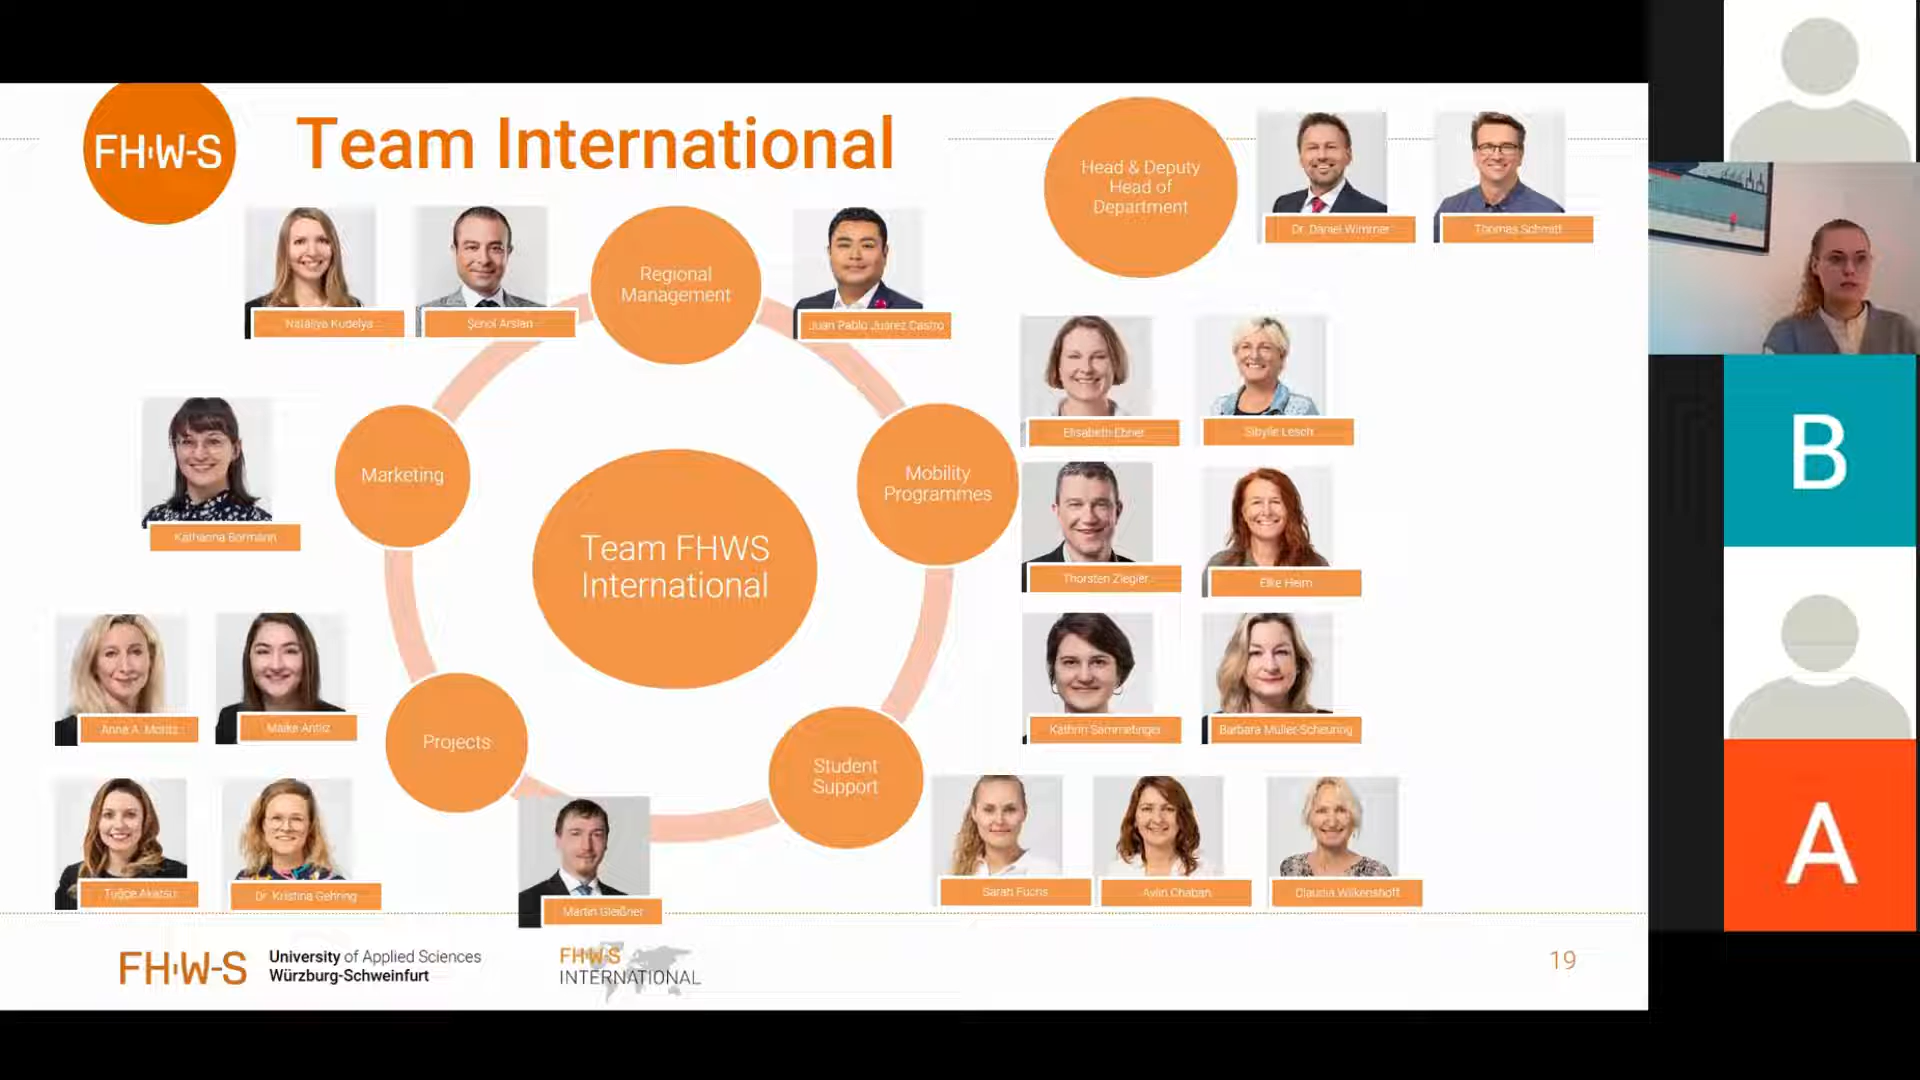 FH·W-S
Team International
Head & Deputy
Head of
Department
Dr. Daniel Wimmer
Thomas Schmitt
Nataliya Kudelya
Şenol Arslan
Regional
Management
Juan Pablo Juárez Castro
Elisabeth Ebner
Sibylle Lesch
Katharina Bormann
Marketing
Mobility
Programmes
Team FHWS
International
Thorsten Ziegler
Elke Heim
Anne A. Moritz
Maike Antlitz
Kathrin Sammetinger
Barbara Müller-Scheuring
Projects
Student
Support
Tuğçe Akatsu
Dr. Kristina Gehring
Martin Gleißner
Sarah Fuchs
Aylin Chaban
Claudia Wilkenshoff
FH·W-S
University of Applied Sciences
Würzburg-Schweinfurt
FH·W-S
INTERNATIONAL
19
B
A